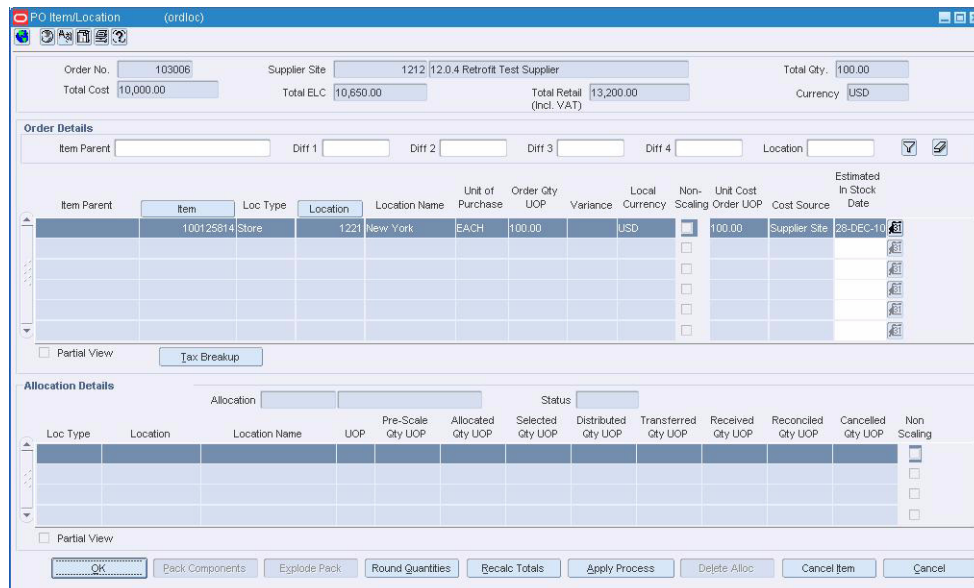 PO Item/Location (ordloc)
Order No. 103006 Supplier Site 1212 12.0.4 Retrofit Test Supplier Total Qty. 100.00
Total Cost 10,000.00 Total ELC 10,650.00 Total Retail (Incl. VAT) 13,200.00 Currency USD
Order Details
Item Parent Diff 1 Diff 2 Diff 3 Diff 4 Location
Item Parent Item Loc Type Location Location Name Unit of Purchase Order Qty UOP Variance Local Currency Non-Scaling Unit Cost Order UOP Cost Source Estimated In Stock Date
100125814 Store 1221 New York EACH 100.00 USD 100.00 Supplier Site 28-DEC-10
Partial View Tax Breakup
Allocation Details
Allocation Status
Loc Type Location Location Name UOP Pre-Scale Qty UOP Allocated Qty UOP Selected Qty UOP Distributed Qty UOP Transferred Qty UOP Received Qty UOP Reconciled Qty UOP Cancelled Qty UOP Non Scaling
Partial View
OK Pack Components Explode Pack Round Quantities Recalc Totals Apply Process Delete Alloc Cancel Item Cancel